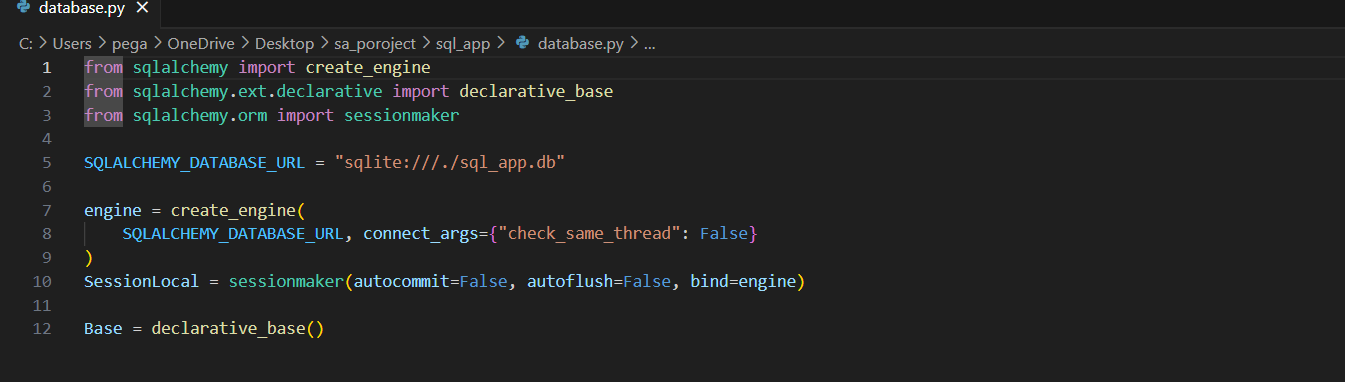 database.py ×
C: > Users > pega > OneDrive > Desktop > sa_poroject > sql_app > database.py > ...
1 from sqlalchemy import create_engine
2 from sqlalchemy.ext.declarative import declarative_base
3 from sqlalchemy.orm import sessionmaker
4
5 SQLALCHEMY_DATABASE_URL = "sqlite:///./sql_app.db"
6
7 engine = create_engine(
8     SQLALCHEMY_DATABASE_URL, connect_args={"check_same_thread": False}
9 )
10 SessionLocal = sessionmaker(autocommit=False, autoflush=False, bind=engine)
11
12 Base = declarative_base()